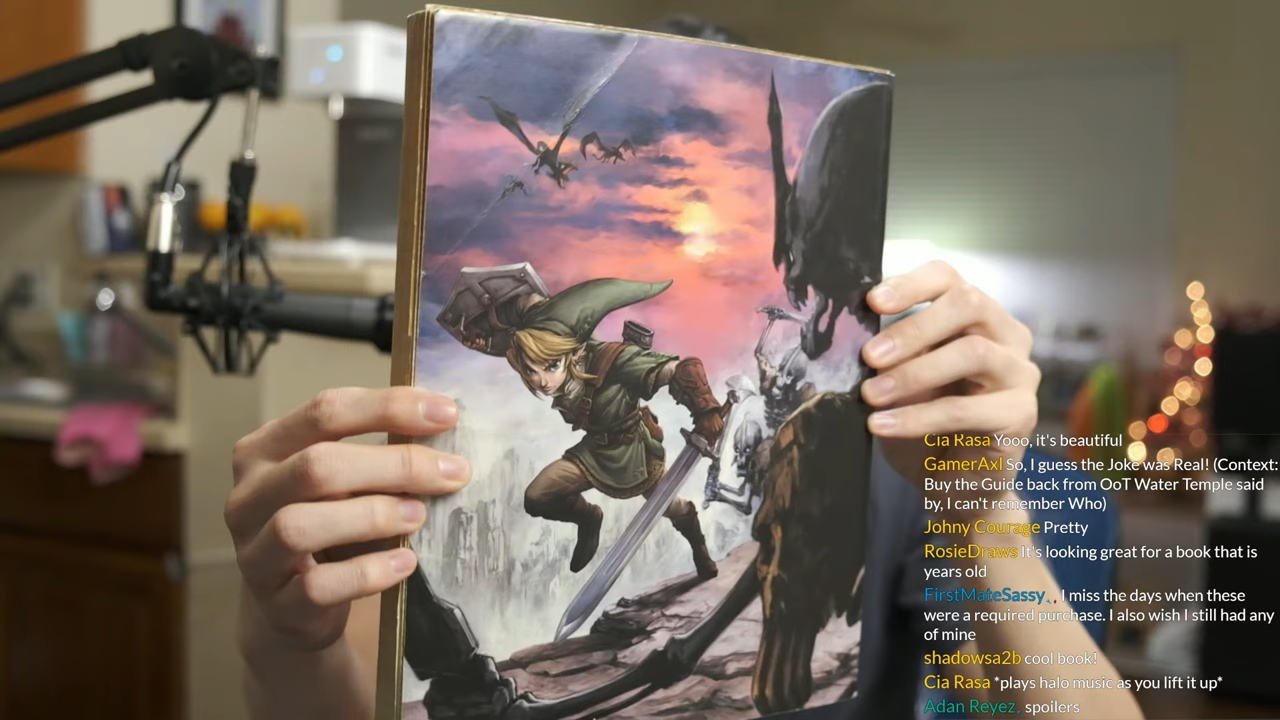 Cia Rasa Yooo, it's beautiful
GamerAxl So, I guess the Joke was Real! (Context:
Buy the Guide back from OoT Water Temple said
by, I can't remember Who)
Johny Courage Pretty
RosieDraws It's looking great for a book that is
years old
FirstMateSassy I miss the days when these
were a required purchase. I also wish I still had any
of mine
shadowsa2b cool book!
Cia Rasa *plays halo music as you lift it up*
Adan Reyez spoilers